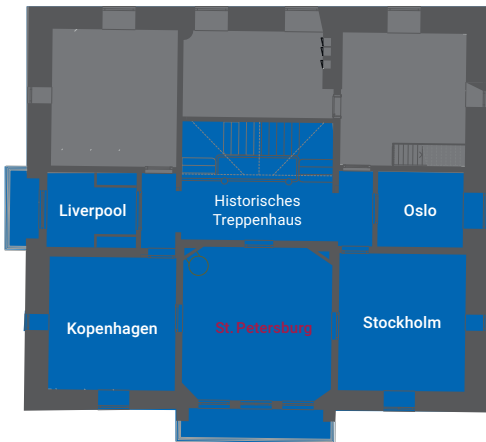 Historisches
Treppenhaus
Liverpool
Oslo
Kopenhagen
St. Petersburg
Stockholm